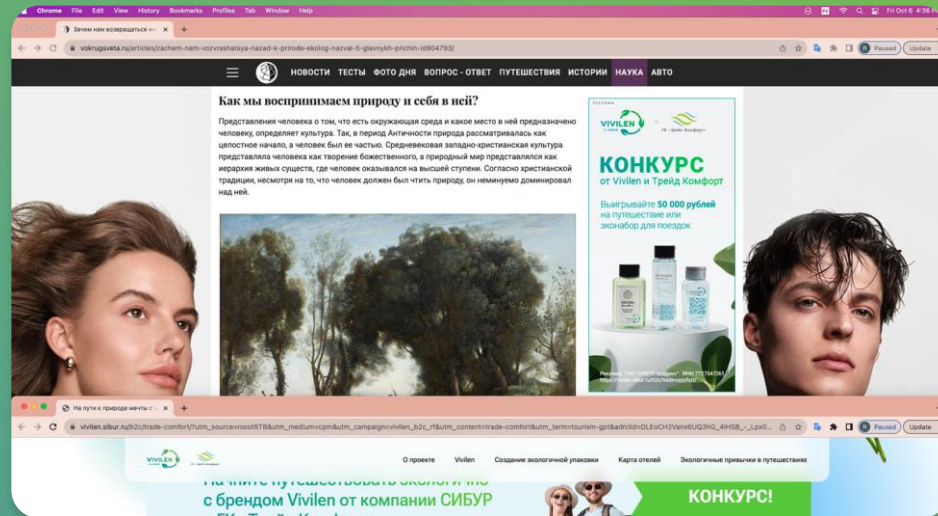 Chrome File Edit View History Bookmarks Profiles Tab Window Help
Fri Oct 6 4:36
Зачем нам возвращаться
vokrugsveta.ru/articles/zachem-nam-vozvrashatsya-nazad-k-prirode-ekolog-nazval-5-glavnykh-prichin-id904793/
Paused
Update
НОВОСТИ ТЕСТЫ ФОТО ДНЯ ВОПРОС - ОТВЕТ ПУТЕШЕСТВИЯ ИСТОРИИ НАУКА АВТО
Как мы воспринимаем природу и себя в ней?
Представления человека о том, что есть окружающая среда и какое место в ней предназначено
человеку, определяет культура. Так, в период Античности природа рассматривалась как
целостное начало, а человек был ее частью. Средневековая западно-христианская культура
представляла человека как творение божественного, а природный мир представлялся как
иерархия живых существ, где человек оказывался на высшей ступени. Согласно христианской
традиции, несмотря на то, что человек должен был чтить природу, он неминуемо доминировал
над ней.
РЕКЛАМА
VIVILEN
КОНКУРС
от Vivilen и Трейд Комфорт
Выигрывайте 50 000 рублей
на путешествие или
эконабор для поездок
На пути к природе мечты с
vivilen.sibur.ru/b2c/trade-comfort/?utm_source=roxotRTB&utm_medium=cpm&utm_campaign=vivilen_b2c_rf&utm_content=trade-comfort&utm_term=tourism-gpt&adrclid=
Paused
Update
VIVILEN
О проекте Vivilen Создание экологичной упаковки Карта отелей Экологичные привычки в путешествиях
с брендом Vivilen от компании СИБУР
КОНКУРС!